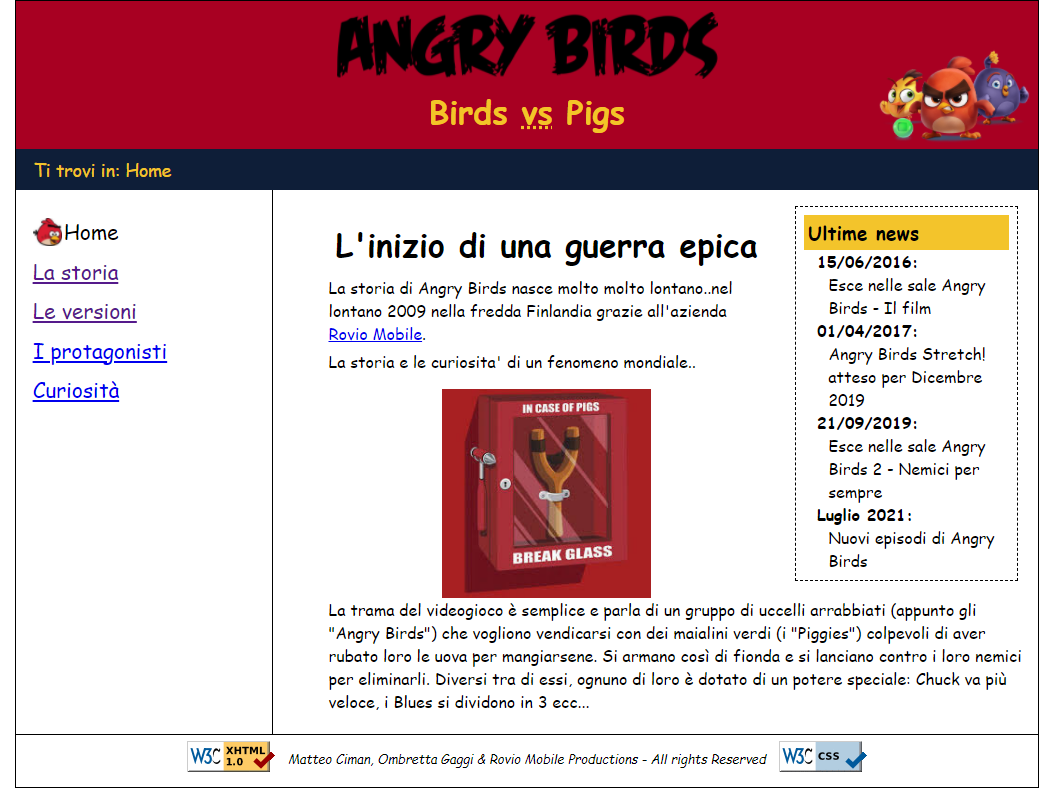 ANGRY BIRDS
Birds vs Pigs
Ti trovi in: Home
Home
La storia
Le versioni
I protagonisti
Curiosità
L'inizio di una guerra epica
La storia di Angry Birds nasce molto molto lontano..nel
lontano 2009 nella fredda Finlandia grazie all'azienda
Rovio Mobile.
La storia e le curiosita' di un fenomeno mondiale..
IN CASE OF PIGS
BREAK GLASS
La trama del videogioco è semplice e parla di un gruppo di uccelli arrabbiati (appunto gli
"Angry Birds") che vogliono vendicarsi con dei maialini verdi (i "Piggies") colpevoli di aver
rubato loro le uova per mangiarsene. Si armano così di fionda e si lanciano contro i loro nemici
per eliminarli. Diversi tra di essi, ognuno di loro è dotato di un potere speciale: Chuck va più
veloce, i Blues si dividono in 3 ecc...
Ultime news
15/06/2016:
Esce nelle sale Angry
Birds - Il film
01/04/2017:
Angry Birds Stretch!
atteso per Dicembre
2019
21/09/2019:
Esce nelle sale Angry
Birds 2 - Nemici per
sempre
Luglio 2021:
Nuovi episodi di Angry
Birds
W3C XHTML 1.0
Matteo Ciman, Ombretta Gaggi & Rovio Mobile Productions - All rights Reserved
W3C css